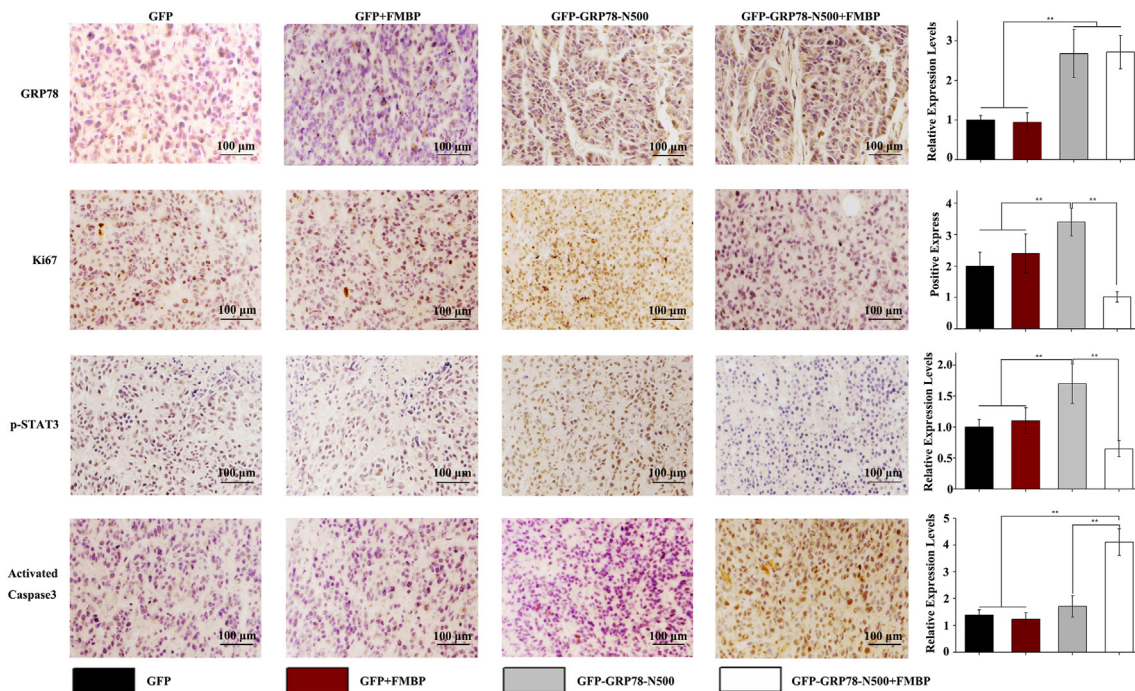 GFP GFP+FMBP GFP-GRP78-N500 GFP-GRP78-N500+FMBP
GRP78
100 μm 100 μm 100 μm 100 μm
Relative Expression Levels
**
3
2
1
0
Ki67
100 μm 100 μm 100 μm 100 μm
Positive Express
** **
4
3
2
1
0
p-STAT3
100 μm 100 μm 100 μm 100 μm
Relative Expression Levels
** **
2.0
1.5
1.0
0.5
0
Activated
Caspase3
100 μm 100 μm 100 μm 100 μm
Relative Expression Levels
**
**
5
4
3
2
1
0
GFP GFP+FMBP GFP-GRP78-N500 GFP-GRP78-N500+FMBP